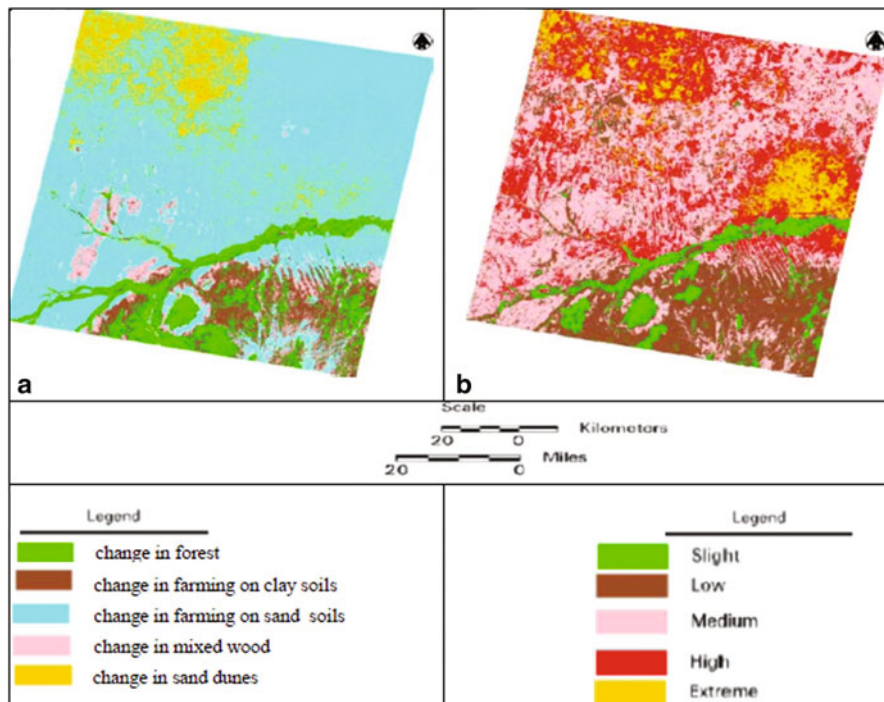 a
b
Scale
20 0 Kilometers
20 0 Miles
Legend
change in forest
change in farming on clay soils
change in farming on sand soils
change in mixed wood
change in sand dunes
Legend
Slight
Low
Medium
High
Extreme